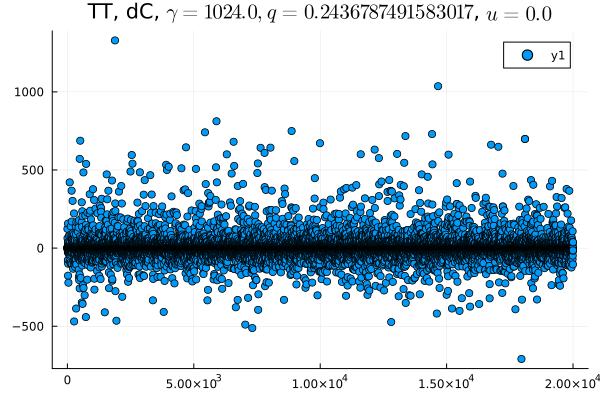 TT, dC, γ = 1024.0, q = 0.2436787491583017, u = 0.0
y1
1000
500
0
−500
0 5.00×10³ 1.00×10⁴ 1.50×10⁴ 2.00×10⁴